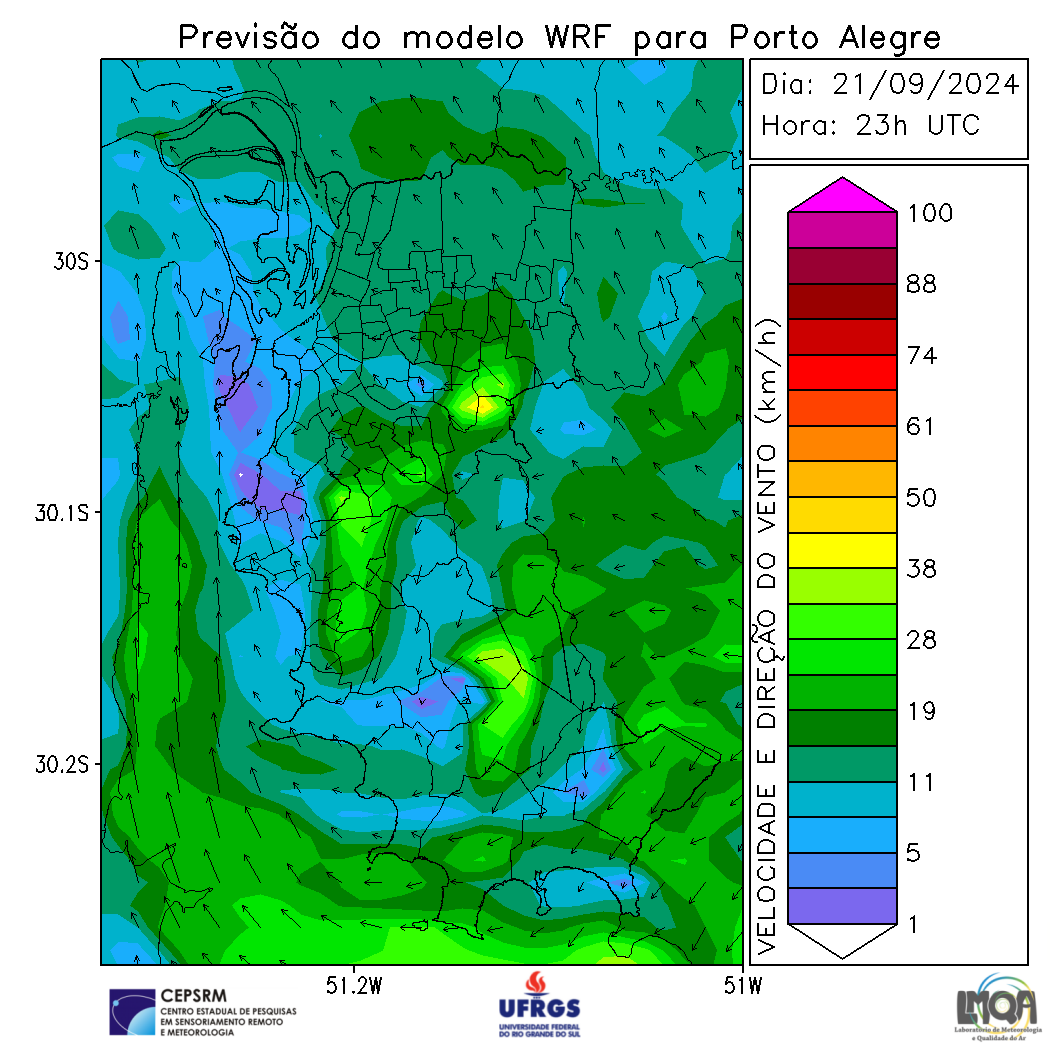 Previsão do modelo WRF para Porto Alegre
Dia: 21/09/2024
Hora: 23h UTC
30S
30.1S
30.2S
51.2W
51W
VELOCIDADE E DIREÇÃO DO VENTO (km/h)
100
88
74
61
50
38
28
19
11
5
1
CEPSRM
CENTRO ESTADUAL DE PESQUISAS
EM SENSORIAMENTO REMOTO
E METEOROLOGIA
UFRGS
UNIVERSIDADE FEDERAL
DO RIO GRANDE DO SUL
LMQA
Laboratório de Meteorologia
e Qualidade do Ar